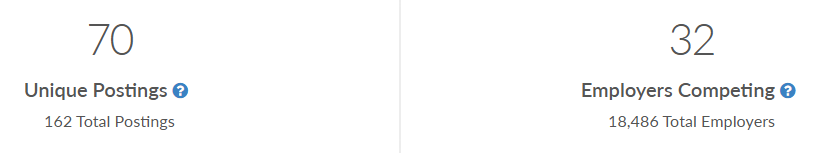 70
Unique Postings
162 Total Postings
32
Employers Competing
18,486 Total Employers